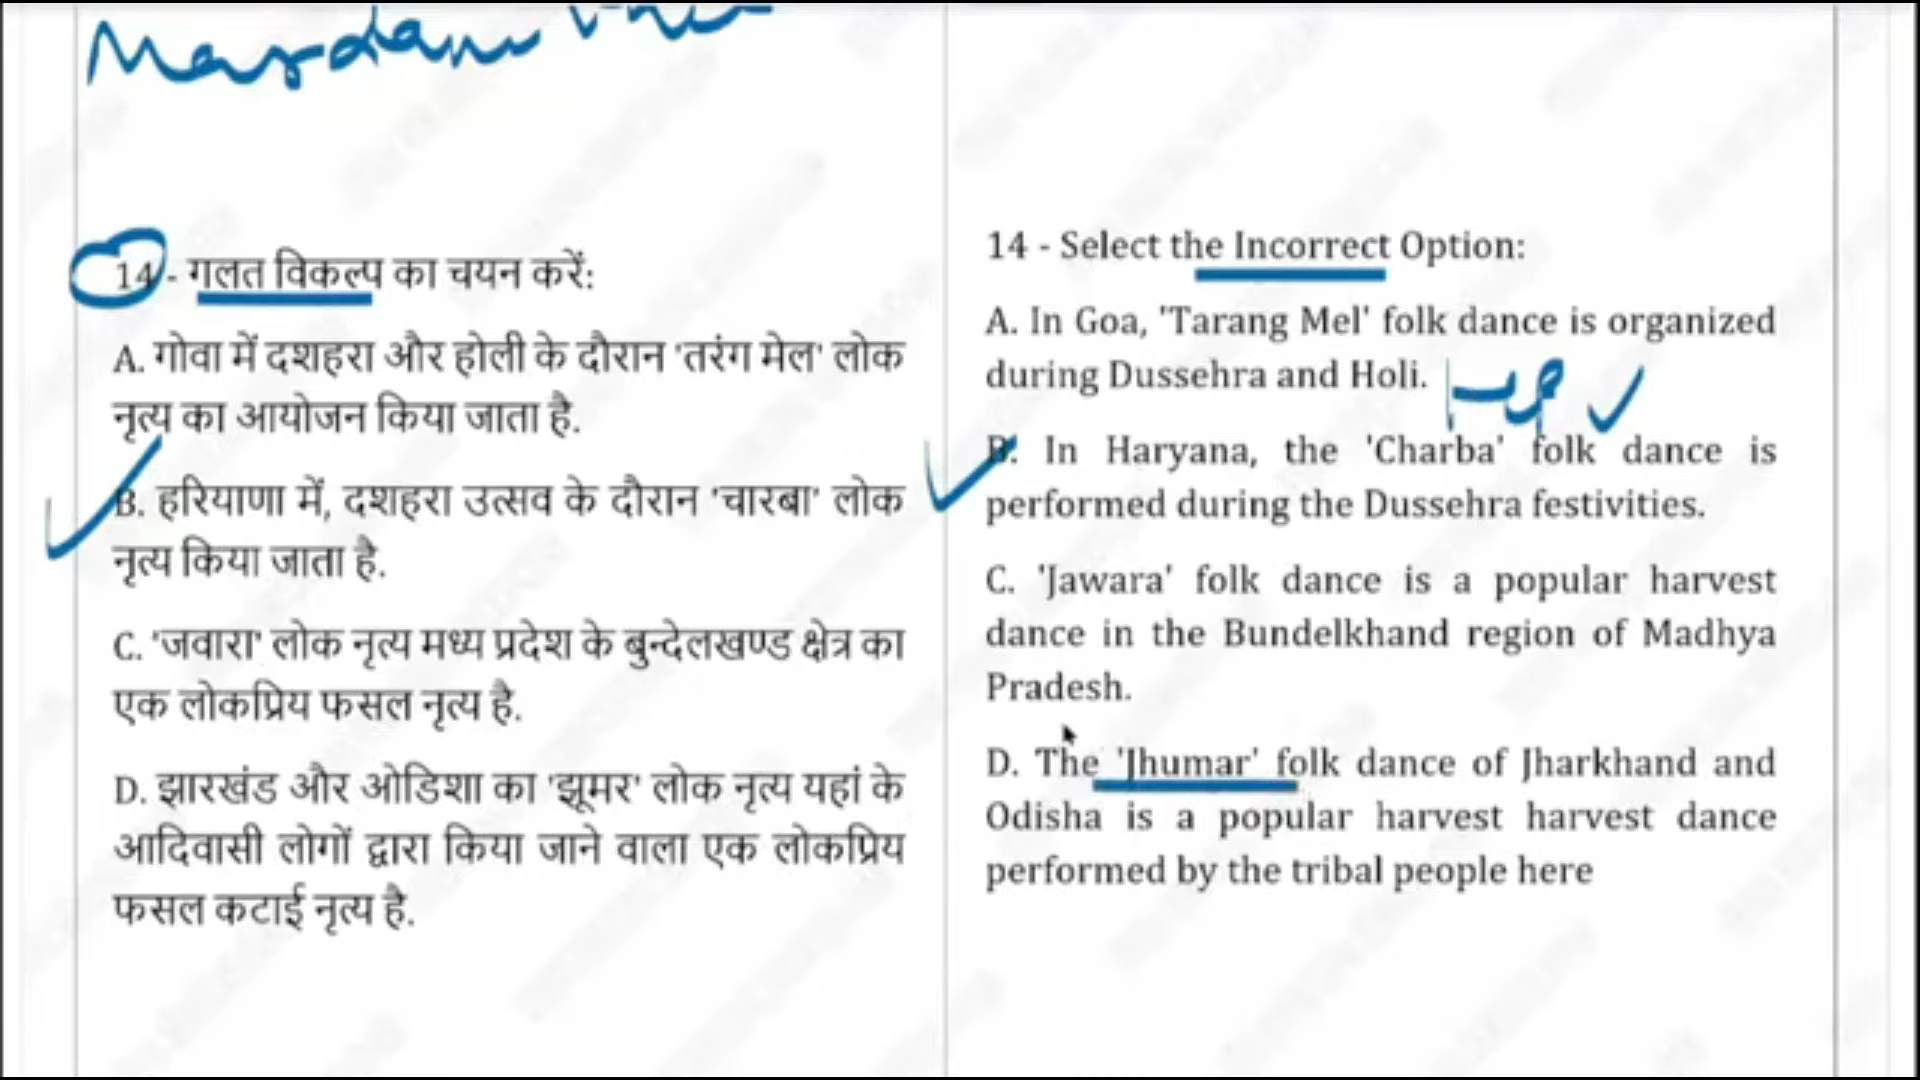 14 - गलत विकल्प का चयन करें:
A. गोवा में दशहरा और होली के दौरान 'तरंग मेल' लोक
नृत्य का आयोजन किया जाता है.
B. हरियाणा में, दशहरा उत्सव के दौरान 'चारबा' लोक
नृत्य किया जाता है.
C. 'जवारा' लोक नृत्य मध्य प्रदेश के बुन्देलखण्ड क्षेत्र का
एक लोकप्रिय फसल नृत्य है.
D. झारखंड और ओडिशा का 'झूमर' लोक नृत्य यहां के
आदिवासी लोगों द्वारा किया जाने वाला एक लोकप्रिय
फसल कटाई नृत्य है.
14 - Select the Incorrect Option:
A. In Goa, 'Tarang Mel' folk dance is organized
during Dussehra and Holi.
B. In Haryana, the 'Charba' folk dance is
performed during the Dussehra festivities.
C. 'Jawara' folk dance is a popular harvest
dance in the Bundelkhand region of Madhya
Pradesh.
D. The 'Jhumar' folk dance of Jharkhand and
Odisha is a popular harvest harvest dance
performed by the tribal people here